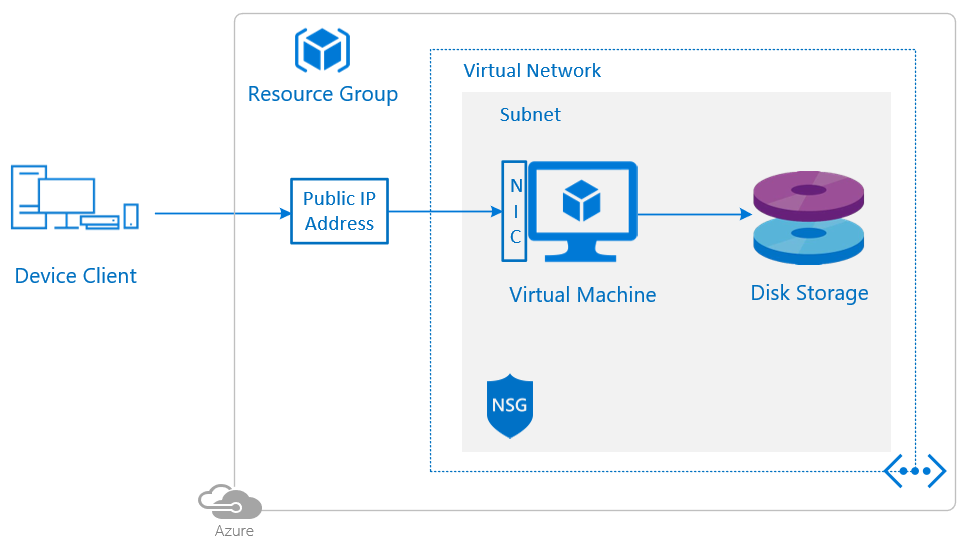 Resource Group
Virtual Network
Subnet
Device Client
Public IP
Address
N
I
C
Virtual Machine
Disk Storage
NSG
Azure